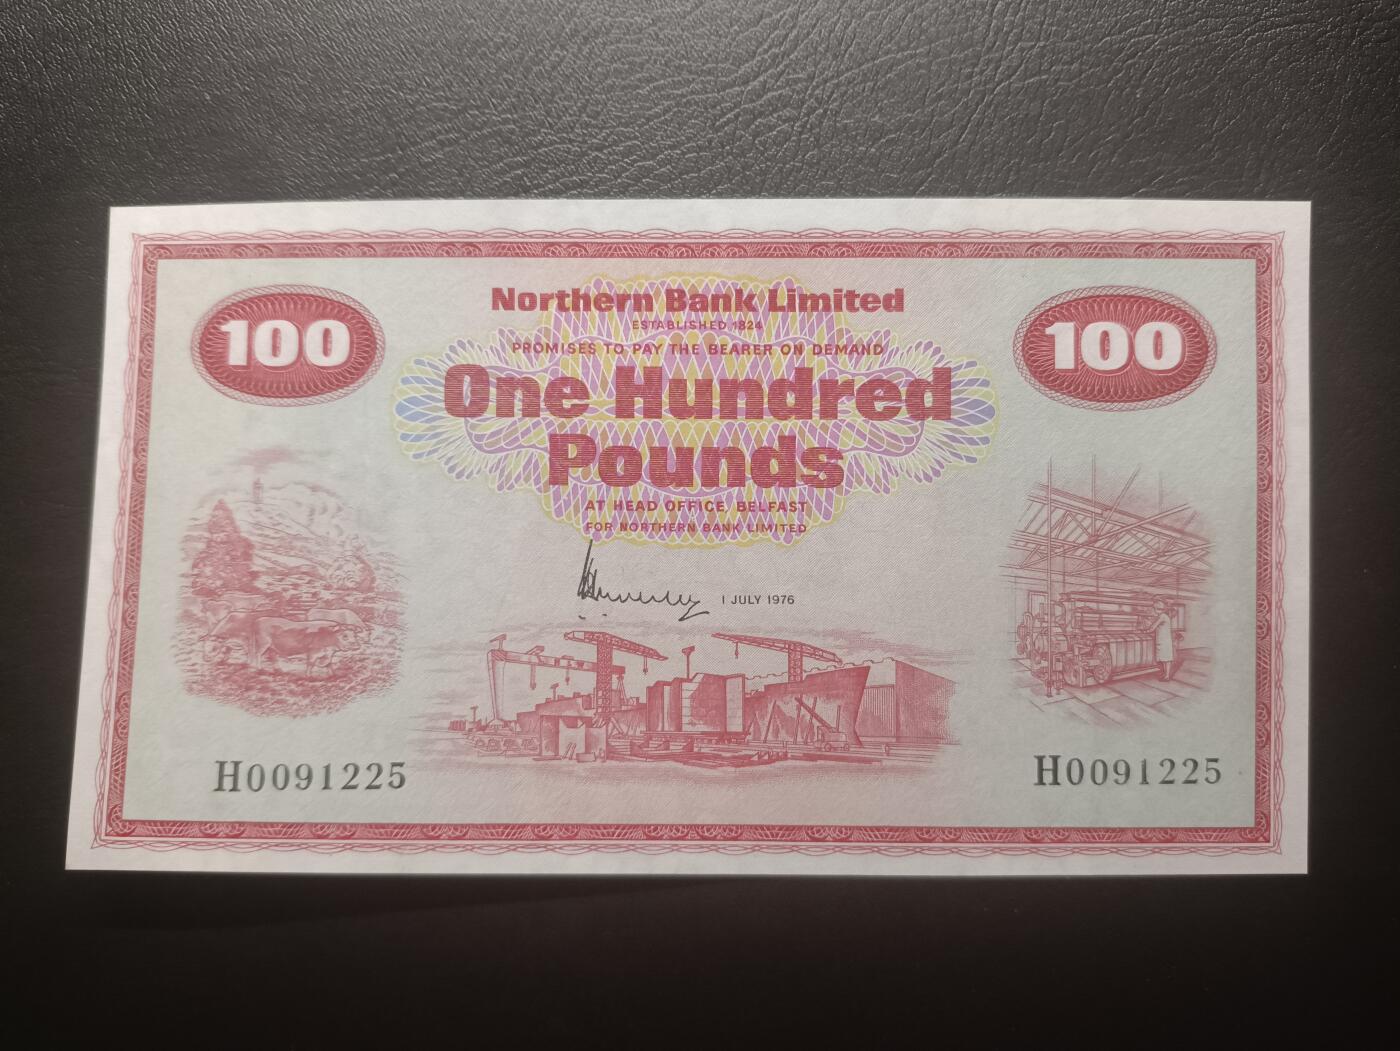 Northern Bank Limited
ESTABLISHED 1824
PROMISES TO PAY THE BEARER ON DEMAND
100
100
One Hundred
Pounds
AT HEAD OFFICE, BELFAST
FOR NORTHERN BANK LIMITED
1 JULY 1976
H0091225
H0091225